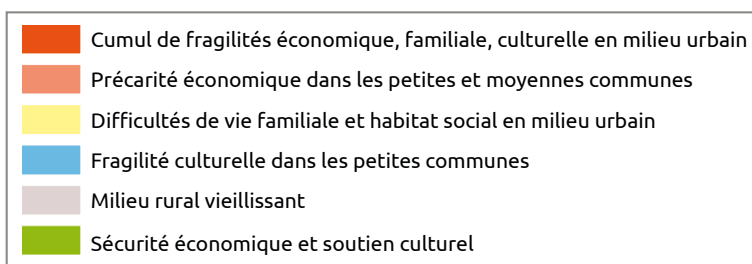 Cumul de fragilités économique, familiale, culturelle en milieu urbain
Précarité économique dans les petites et moyennes communes
Difficultés de vie familiale et habitat social en milieu urbain
Fragilité culturelle dans les petites communes
Milieu rural vieillissant
Sécurité économique et soutien culturel